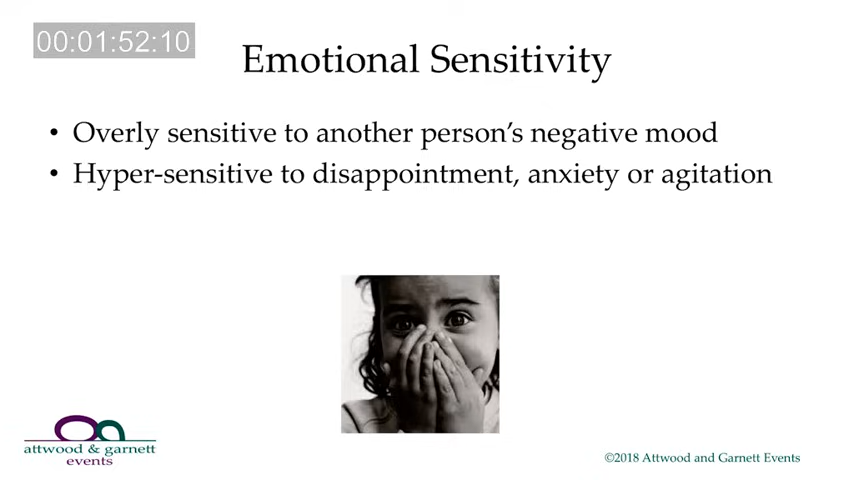 00:01:52:10
Emotional Sensitivity
• Overly sensitive to another person's negative mood
• Hyper-sensitive to disappointment, anxiety or agitation
attwood & garnett
events
©2018 Attwood and Garnett Events